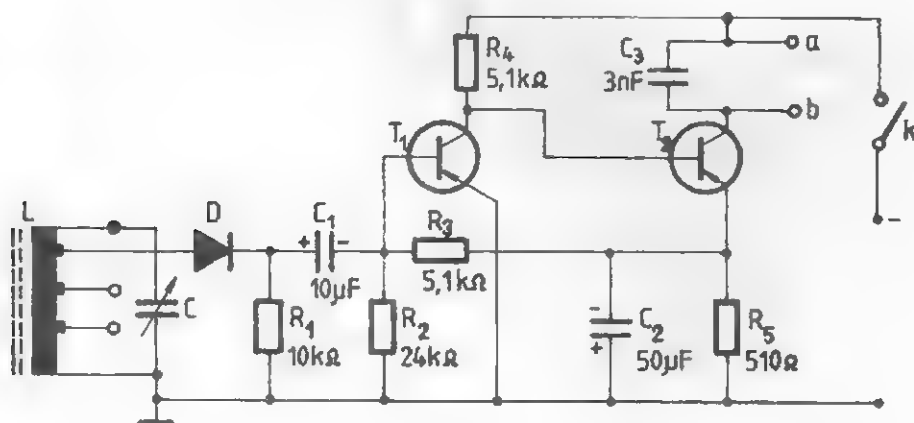 R4
5,1kΩ
C3
3nF
a
b
k
T1
T2
-
L
D
C1
+ -
10μF
R3
5,1kΩ
C
R1
10kΩ
R2
24kΩ
-
+
C2
50μF
R5
510Ω